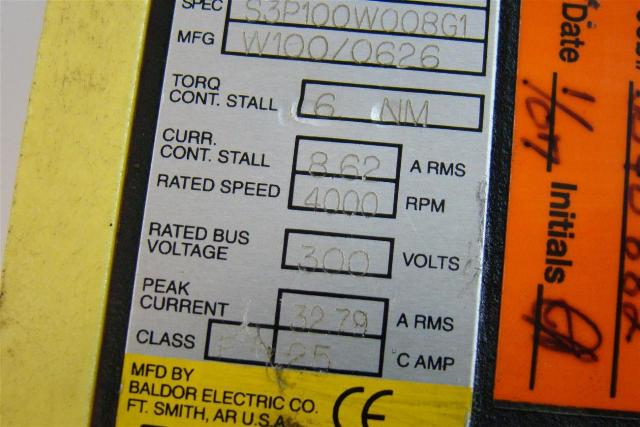 SPEC S3P100W008G1
MFG W100/0626
TORQ
CONT. STALL 6 NM
CURR.
CONT. STALL 8.62 A RMS
RATED SPEED 4000 RPM
RATED BUS
VOLTAGE 300 VOLTS
PEAK
CURRENT 32.79 A RMS
CLASS F 25 °C AMP
MFD BY
BALDOR ELECTRIC CO.
FT. SMITH, AR U.S.A.
CE
Date 1/07
Initials